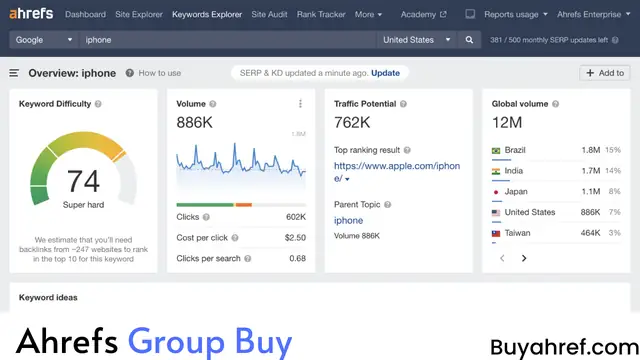 ahrefs Dashboard Site Explorer Keywords Explorer Site Audit Rank Tracker More Academy Reports usage Ahrefs Enterprise
Google iphone United States 381 / 500 monthly SERP updates left
Overview: iphone How to use SERP & KD updated a minute ago. Update + Add to
Keyword Difficulty
74
Super hard
We estimate that you'll need
backlinks from ~247 websites to rank
in the top 10 for this keyword
Volume
886K
1.8M
Clicks 602K
Cost per click $2.50
Clicks per search 0.68
Traffic Potential
762K
Top ranking result
https://www.apple.com/iphon
e/
Parent Topic
iphone
Volume 886K
Global volume
12M
Brazil 1.8M 15%
India 1.7M 14%
Japan 1.1M 8%
United States 886K 7%
Taiwan 464K 3%
Keyword ideas
Ahrefs Group Buy
Buyahref.com